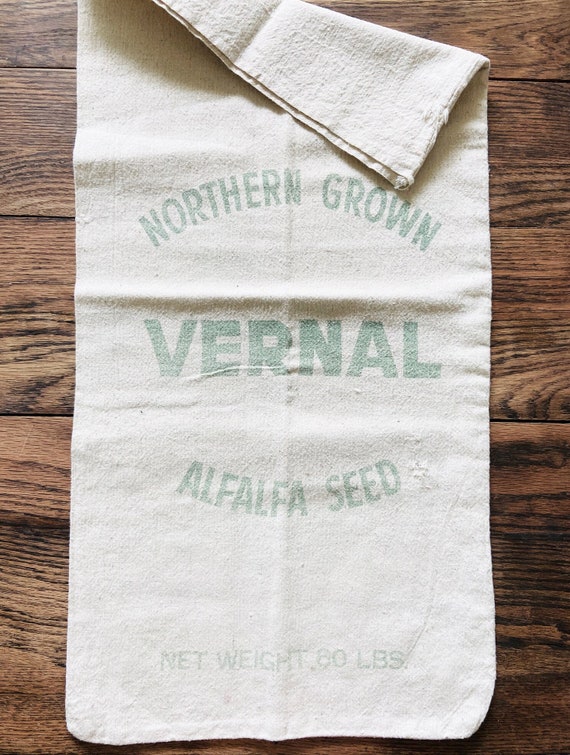 NORTHERN GROWN
VERNAL
ALFALFA SEED
NET WEIGHT 60 LBS.